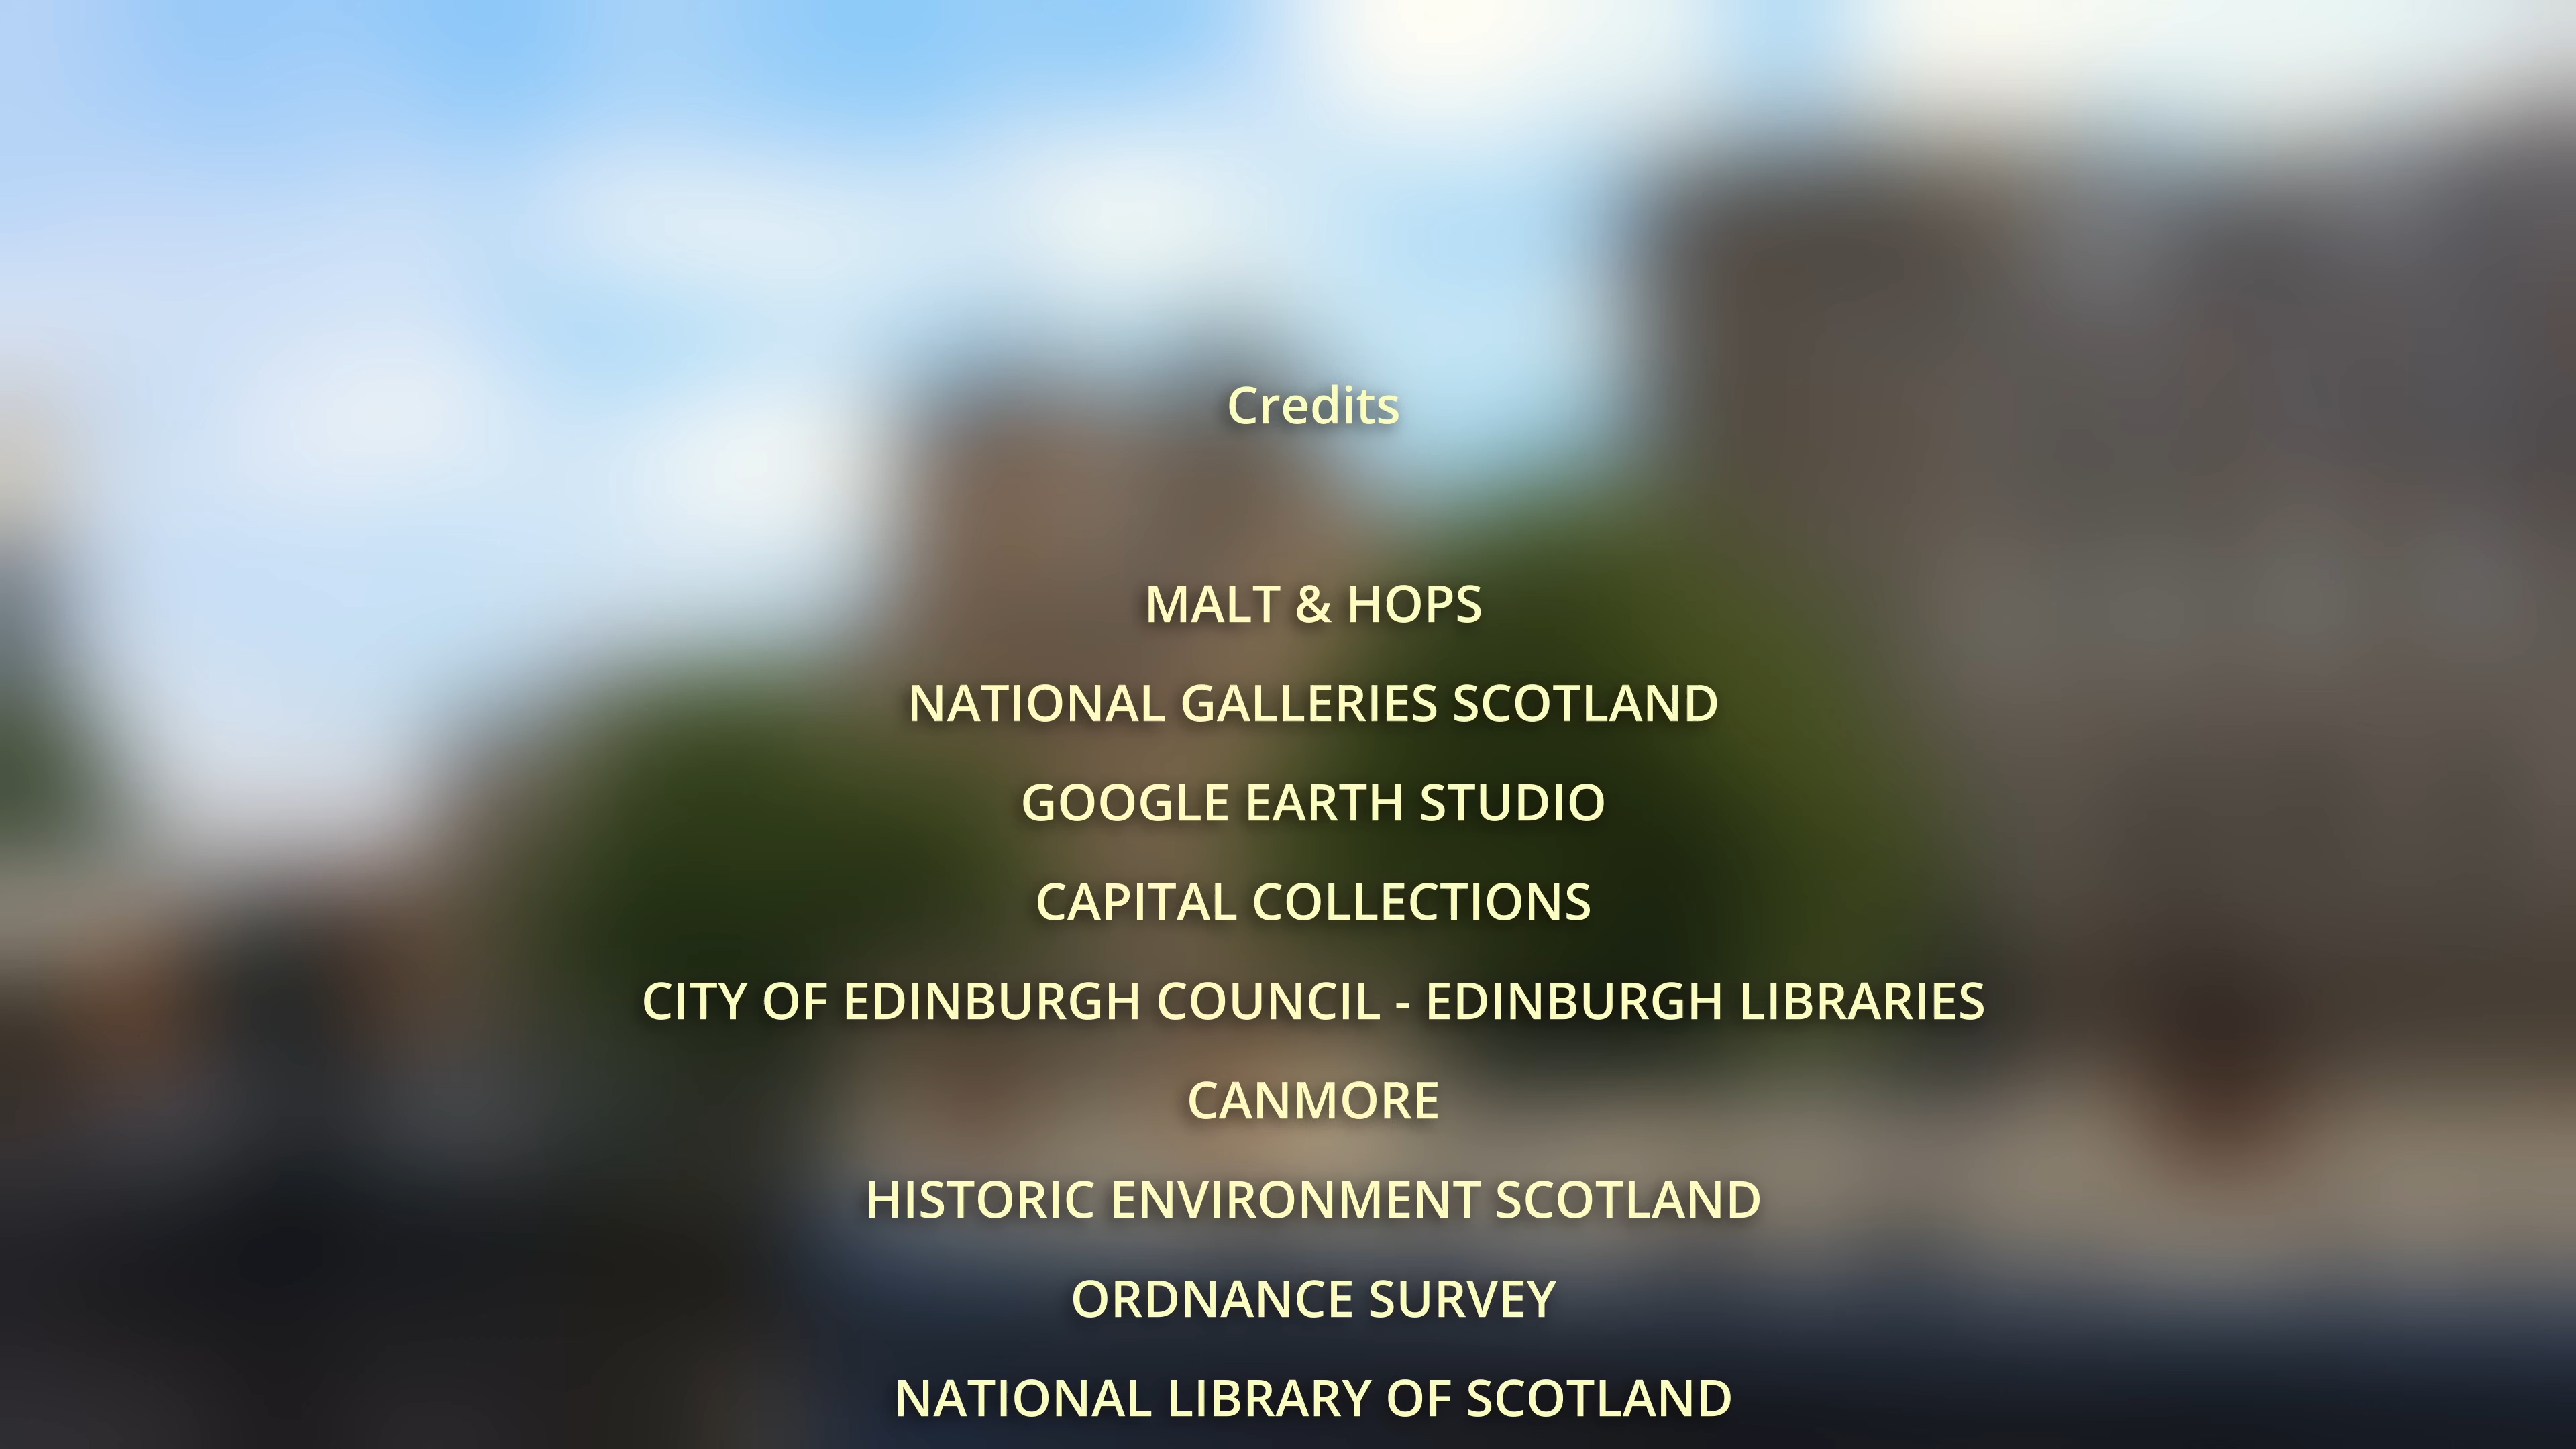 Credits
MALT & HOPS
NATIONAL GALLERIES SCOTLAND
GOOGLE EARTH STUDIO
CAPITAL COLLECTIONS
CITY OF EDINBURGH COUNCIL - EDINBURGH LIBRARIES
CANMORE
HISTORIC ENVIRONMENT SCOTLAND
ORDNANCE SURVEY
NATIONAL LIBRARY OF SCOTLAND